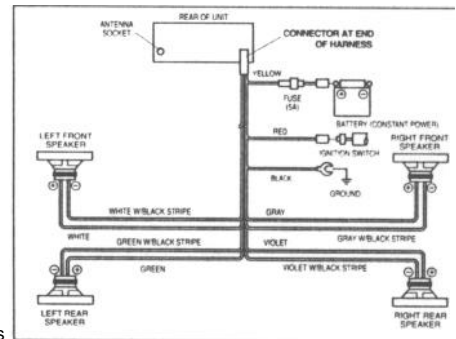 REAR OF UNIT
ANTENNA
SOCKET
CONNECTOR AT END
OF HARNESS
YELLOW
FUSE
(5A)
BATTERY (CONSTANT POWER)
LEFT FRONT
SPEAKER
RED
IGNITION SWITCH
RIGHT FRONT
SPEAKER
BLACK
GROUND
WHITE W/BLACK STRIPE
GRAY
WHITE
GRAY W/BLACK STRIPE
GREEN W/BLACK STRIPE
VIOLET
GREEN
VIOLET W/BLACK STRIPE
LEFT REAR
SPEAKER
RIGHT REAR
SPEAKER
s